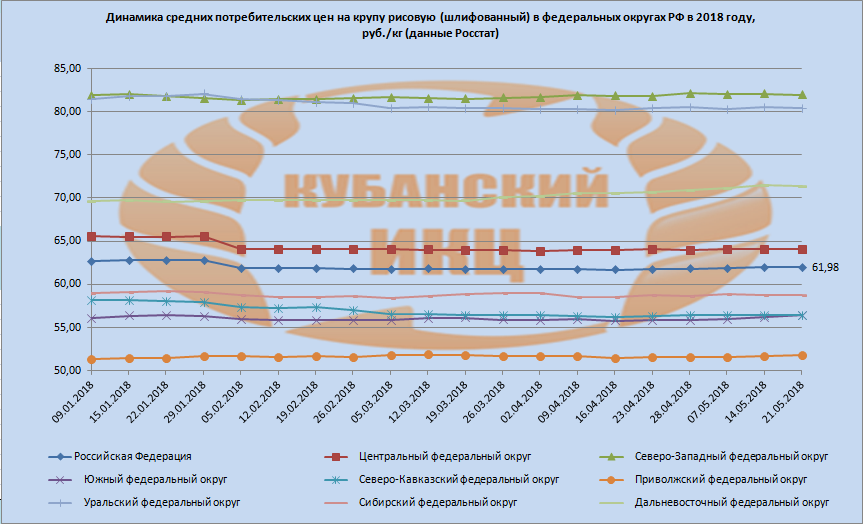 Динамика средних потребительских цен на крупу рисовую (шлифованный) в федеральных округах РФ в 2018 году,
руб./кг (данные Росстат)
85,00
80,00
75,00
70,00
65,00
60,00
55,00
50,00
КУБАНСКИЙ
ИКЦ
61,98
09.01.2018
15.01.2018
22.01.2018
29.01.2018
05.02.2018
12.02.2018
19.02.2018
26.02.2018
05.03.2018
12.03.2018
19.03.2018
26.03.2018
02.04.2018
09.04.2018
16.04.2018
23.04.2018
28.04.2018
07.05.2018
14.05.2018
21.05.2018
Российская Федерация
Центральный федеральный округ
Северо-Западный федеральный округ
Южный федеральный округ
Северо-Кавказский федеральный округ
Приволжский федеральный округ
Уральский федеральный округ
Сибирский федеральный округ
Дальневосточный федеральный округ